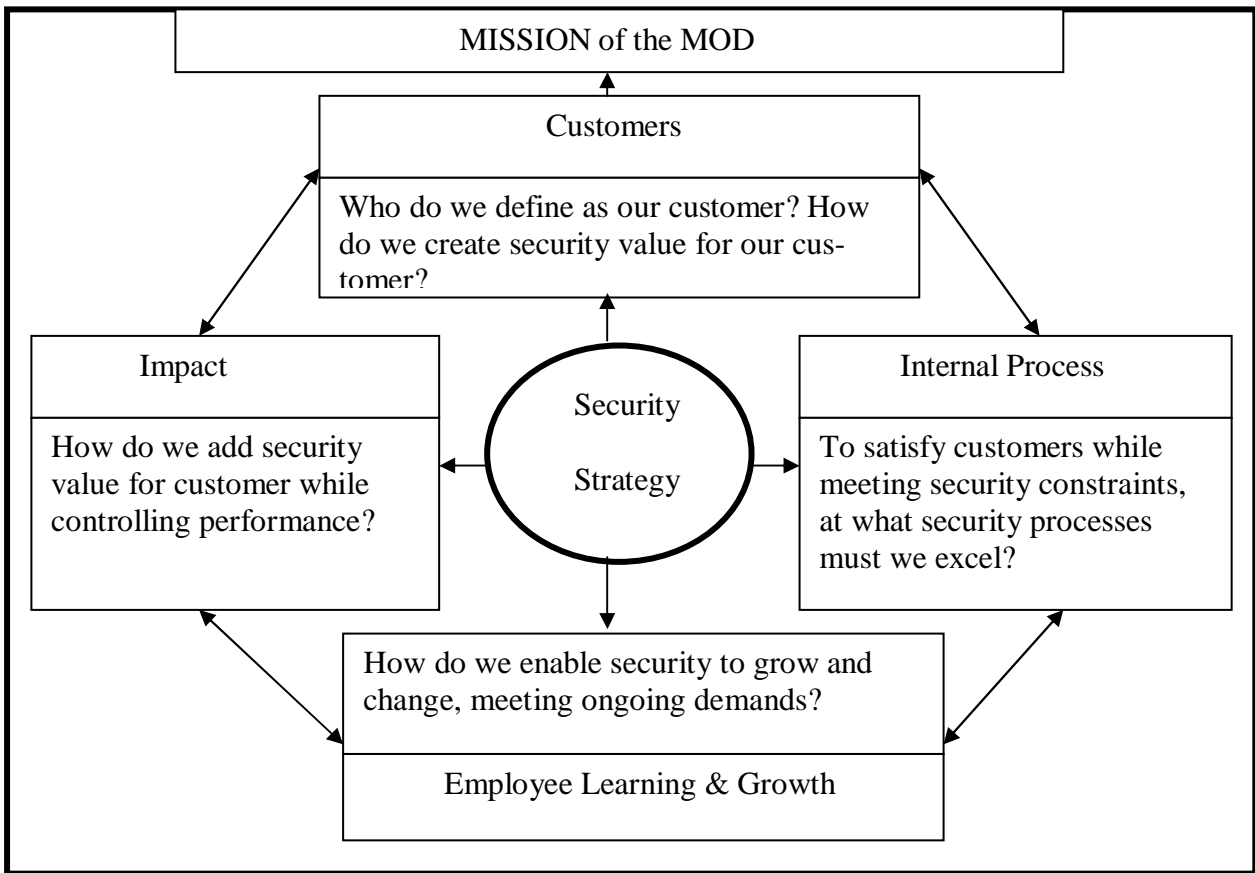 MISSION of the MOD
Customers
Who do we define as our customer? How
do we create security value for our cus-
tomer?
Impact
How do we add security
value for customer while
controlling performance?
Security
Strategy
Internal Process
To satisfy customers while
meeting security constraints,
at what security processes
must we excel?
How do we enable security to grow and
change, meeting ongoing demands?
Employee Learning & Growth